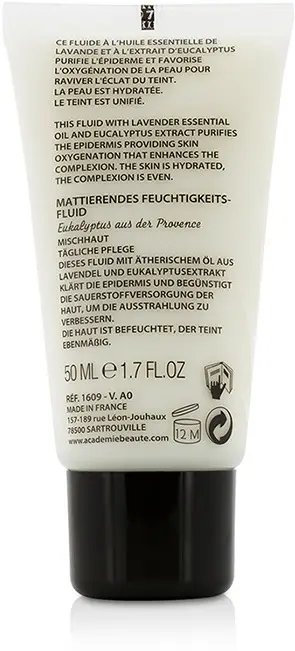 CE FLUIDE À L'HUILE ESSENTIELLE DE
LAVANDE ET À L'EXTRAIT D'EUCALYPTUS
PURIFIE L'ÉPIDERME ET FAVORISE
L'OXYGÉNATION DE LA PEAU POUR
RAVIVER L'ÉCLAT DU TEINT.
LA PEAU EST HYDRATÉE.
LE TEINT EST UNIFIÉ.
THIS FLUID WITH LAVENDER ESSENTIAL
OIL AND EUCALYPTUS EXTRACT PURIFIES
THE EPIDERMIS PROVIDING SKIN
OXYGENATION THAT ENHANCES THE
COMPLEXION. THE SKIN IS HYDRATED,
THE COMPLEXION IS EVEN.
MATTIERENDES FEUCHTIGKEITS-
FLUID
Eukalyptus aus der Provence
MISCHHAUT
TÄGLICHE PFLEGE
DIESES FLUID MIT ÄTHERISCHEM ÖL AUS
LAVENDEL UND EUKALYPTUSEXTRAKT
KLÄRT DIE EPIDERMIS UND BEGÜNSTIGT
DIE SAUERSTOFFVERSORGUNG DER
HAUT, UM DIE AUSSTRAHLUNG ZU
VERBESSERN.
DIE HAUT IST BEFEUCHTET, DER TEINT
EBENMÄßIG.
50 ML e 1.7 FL.OZ
RÉF. 1609 - V. A0
MADE IN FRANCE
157-189 rue Léon-Jouhaux
78500 SARTROUVILLE
www.academiebeaute.com
12 M